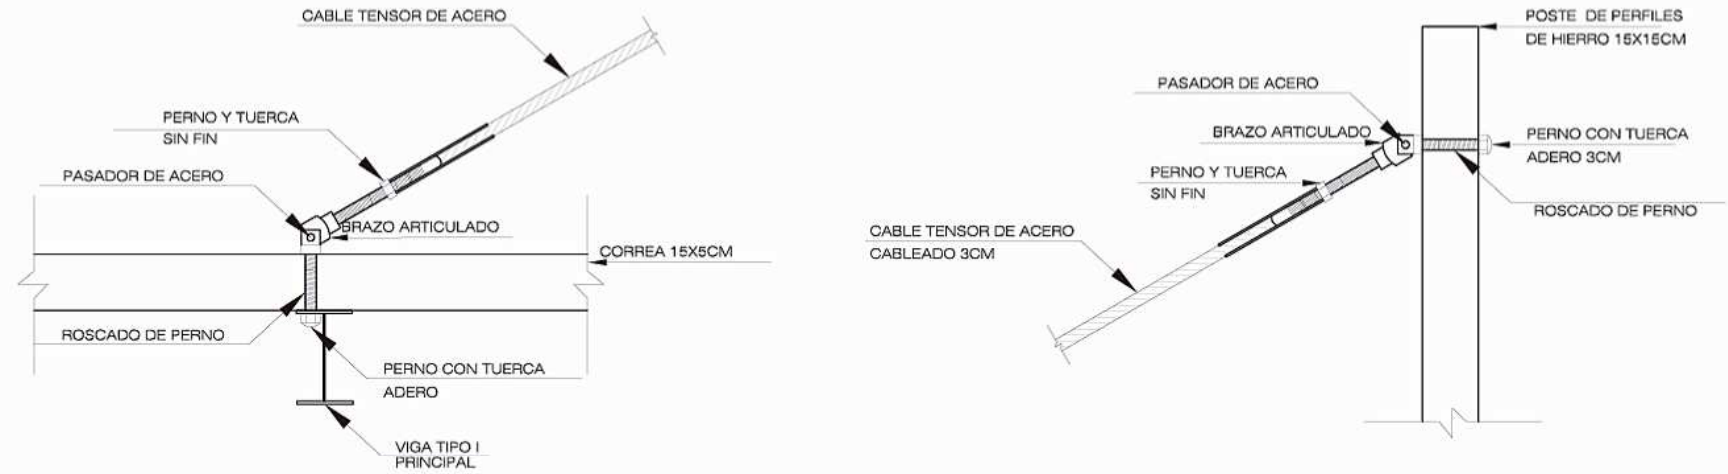 CABLE TENSOR DE ACERO
PERNO Y TUERCA
SIN FIN
PASADOR DE ACERO
BRAZO ARTICULADO
CORREA 15X5CM
ROSCADO DE PERNO
PERNO CON TUERCA
ADERO
VIGA TIPO I
PRINCIPAL
POSTE DE PERFILES
DE HIERRO 15X15CM
PASADOR DE ACERO
BRAZO ARTICULADO
PERNO CON TUERCA
ADERO 3CM
PERNO Y TUERCA
SIN FIN
ROSCADO DE PERNO
CABLE TENSOR DE ACERO
CABLEADO 3CM